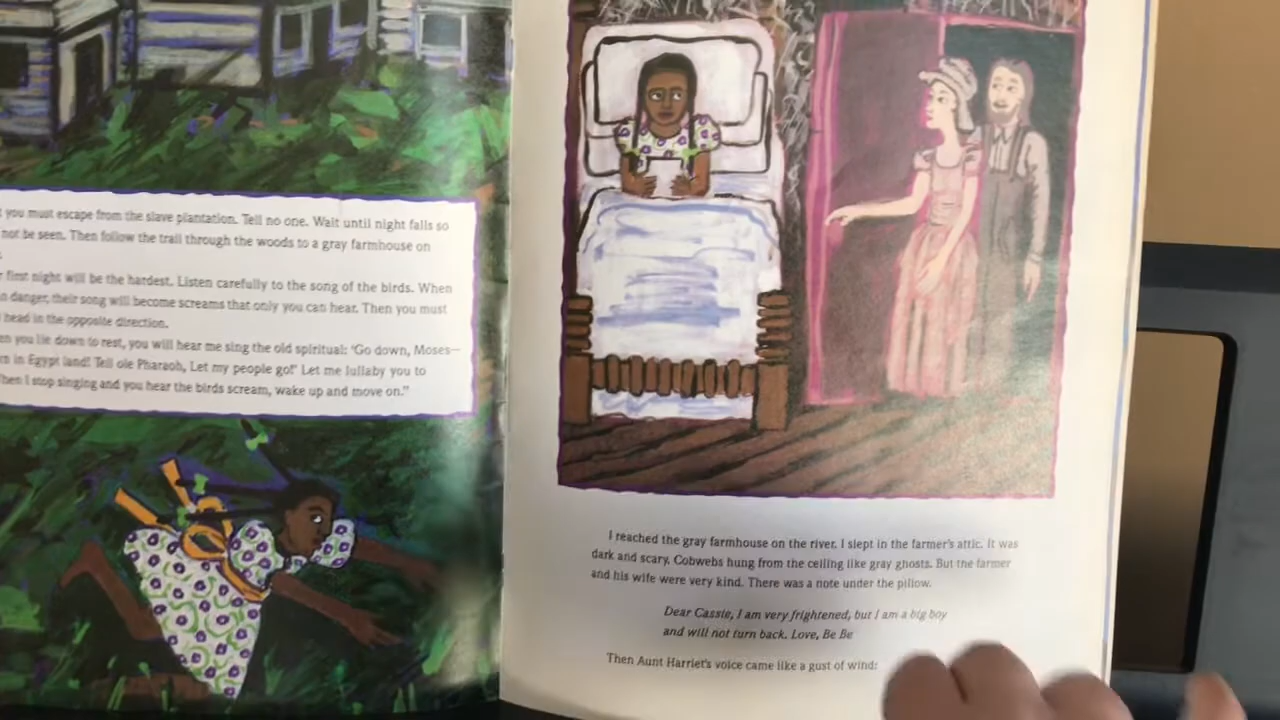 you must escape from the slave plantation. Tell no one. Wait until night falls so
not be seen. Then follow the trail through the woods to a gray farmhouse on
first night will be the hardest. Listen carefully to the song of the birds. When
danger, their song will become screams that only you can hear. Then you must
head in the opposite direction.
you lie down to rest, you will hear me sing the old spiritual: 'Go down, Moses—
in Egypt land! Tell ole Pharaoh, Let my people go!' Let me lullaby you to
When I stop singing and you hear the birds scream, wake up and move on."
I reached the gray farmhouse on the river. I slept in the farmer's attic. It was
dark and scary. Cobwebs hung from the ceiling like gray ghosts. But the farmer
and his wife were very kind. There was a note under the pillow.
Dear Cassie, I am very frightened, but I am a big boy
and will not turn back. Love, Be Be
Then Aunt Harriet's voice came like a gust of wind: